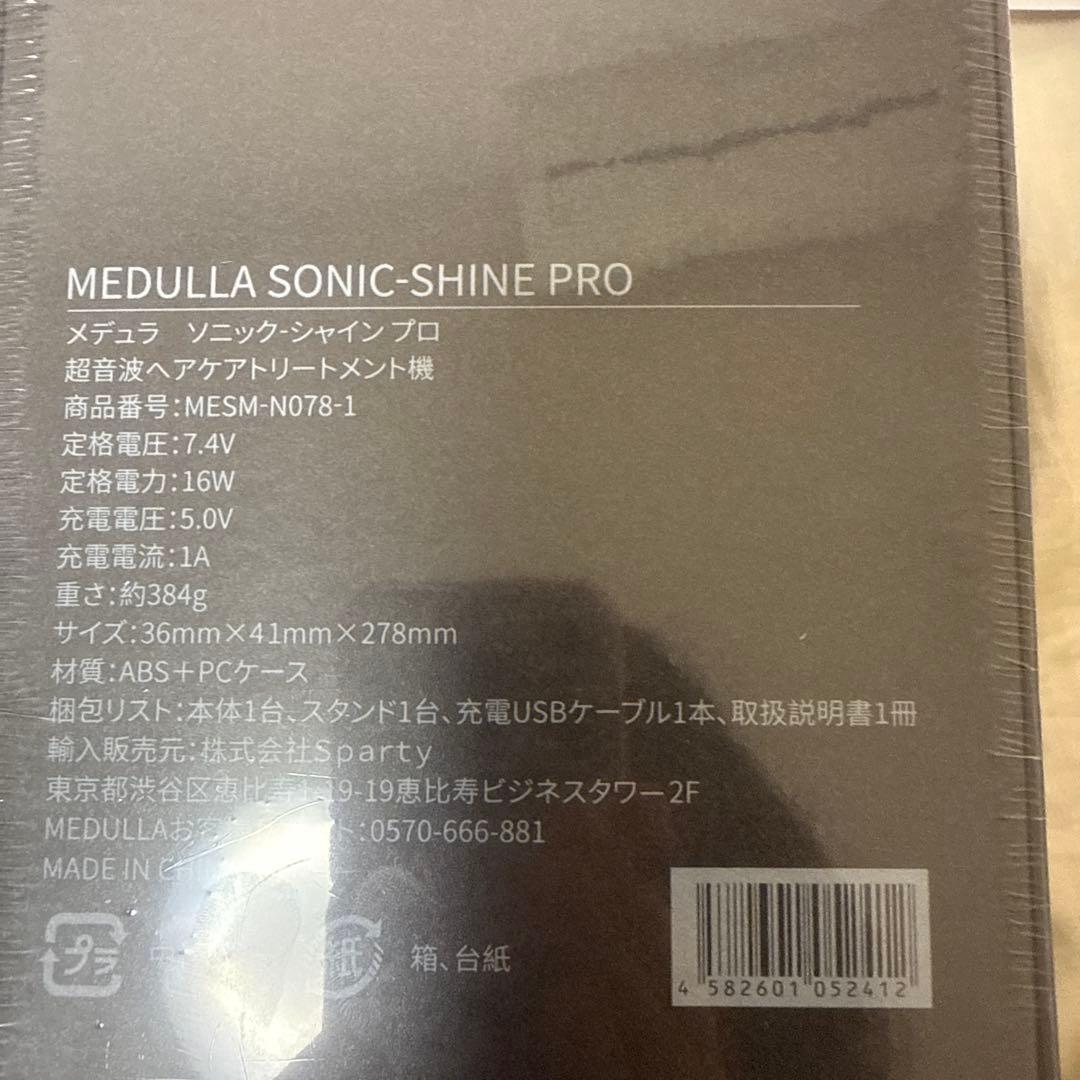 MEDULLA SONIC-SHINE PRO
メデュラ　ソニック-シャイン プロ
超音波ヘアケアトリートメント機
商品番号:MESM-N078-1
定格電圧:7.4V
定格電力:16W
充電電圧:5.0V
充電電流:1A
重さ:約384g
サイズ:36mm×41mm×278mm
材質:ABS＋PCケース
梱包リスト:本体1台、スタンド1台、充電USBケーブル1本、取扱説明書1冊
輸入販売元:株式会社Sparty
東京都渋谷区恵比寿1-19-19恵比寿ビジネスタワー2F
MEDULLAお:0570-666-881
MADE IN
プラ
紙 箱、台紙
4 582601 052412